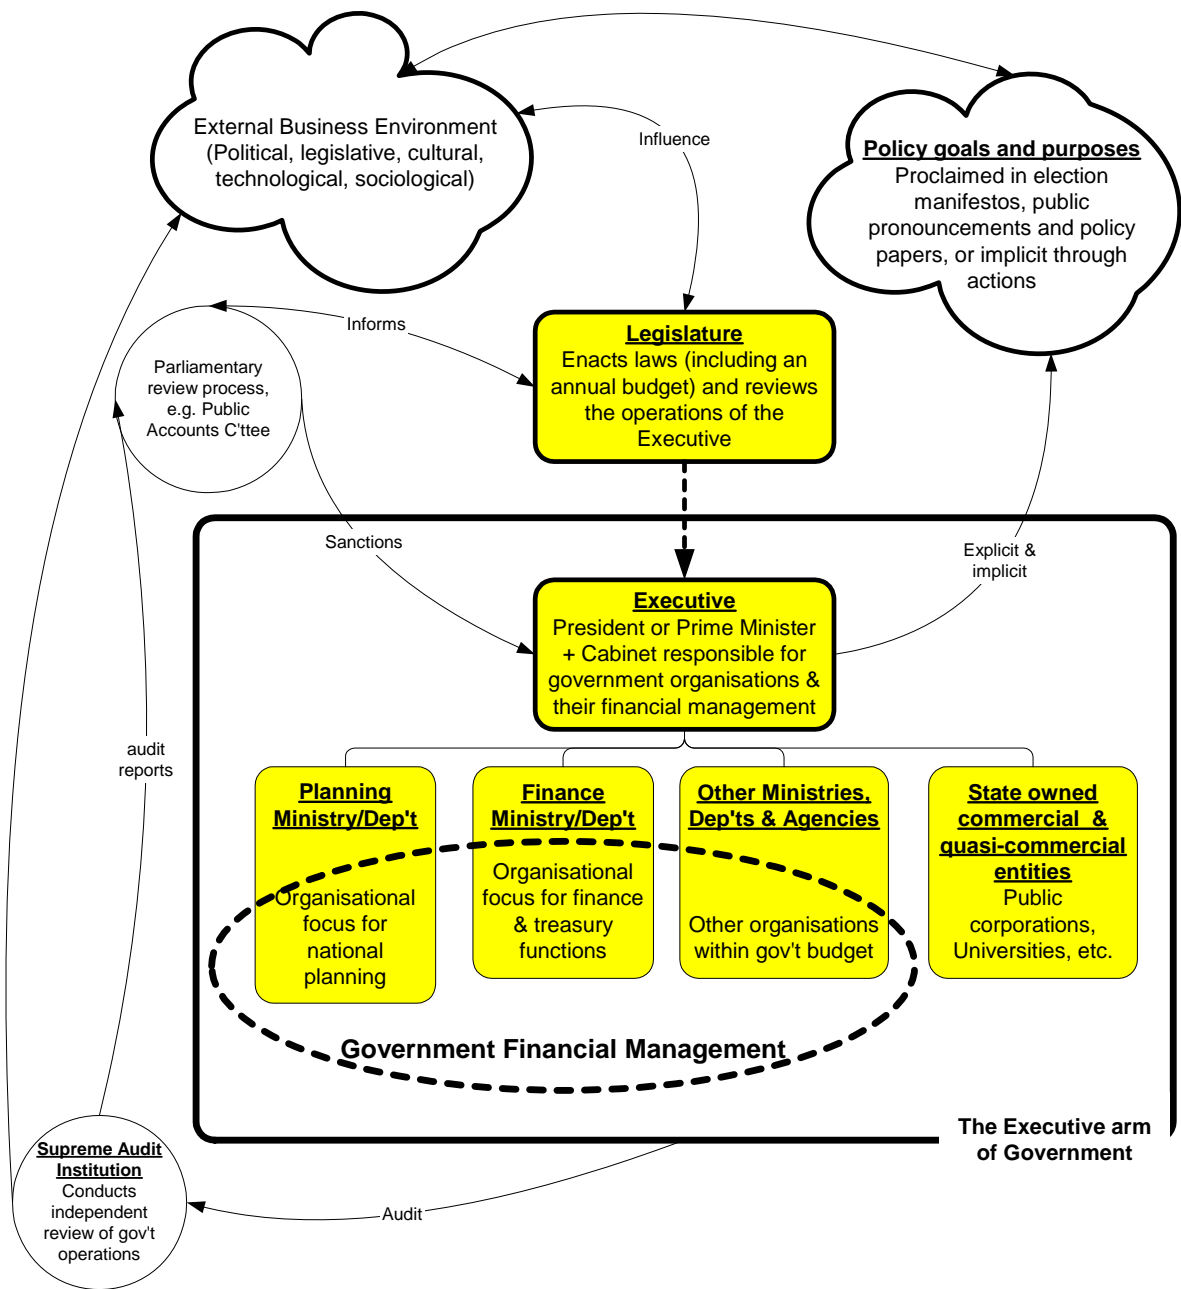 External Business Environment
(Political, legislative, cultural,
technological, sociological)
Influence
Policy goals and purposes
Proclaimed in election
manifestos, public
pronouncements and policy
papers, or implicit through
actions
Informs
Legislature
Enacts laws (including an
annual budget) and reviews
the operations of the
Executive
Parliamentary
review process,
e.g. Public
Accounts C'ttee
Sanctions
Explicit &
implicit
Executive
President or Prime Minister
+ Cabinet responsible for
government organisations &
their financial management
audit
reports
Planning
Ministry/Dep't
Organisational
focus for
national
planning
Finance
Ministry/Dep't
Organisational
focus for finance
& treasury
functions
Other Ministries,
Dep'ts & Agencies
Other organisations
within gov't budget
State owned
commercial &
quasi-commercial
entities
Public
corporations,
Universities, etc.
Government Financial Management
The Executive arm
of Government
Supreme Audit
Institution
Conducts
independent
review of gov't
operations
Audit